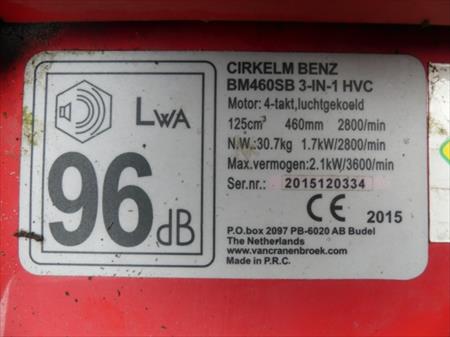 LWA
96 dB
CIRKELM BENZ
BM460SB 3-IN-1 HVC
Motor: 4-takt,luchtgekoeld
125cm³ 460mm 2800/min
N.W.:30.7kg 1.7kW/2800/min
Max.vermogen:2.1kW/3600/min
Ser.nr.: 2015120334
CE 2015
P.O.box 2097 PB-6020 AB Budel
The Netherlands
www.vancranenbroek.com
Made in P.R.C.